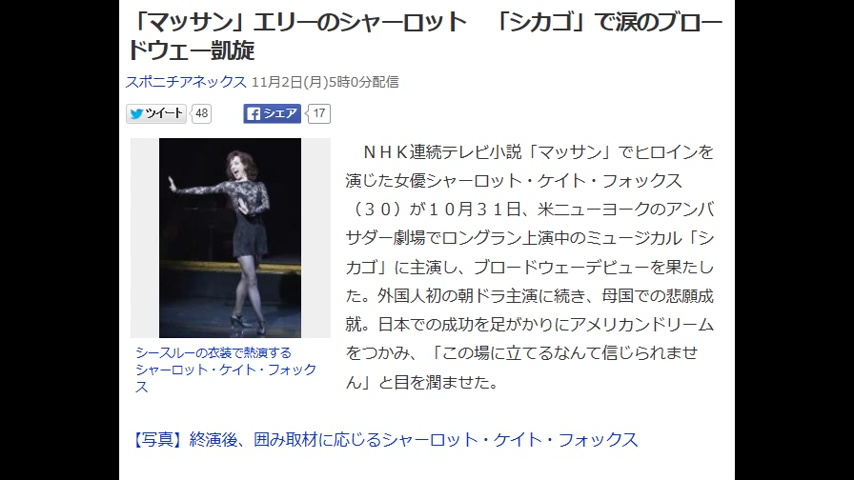 「マッサン」エリーのシャーロット　「シカゴ」で涙のブロー
ドウェー凱旋
スポニチアネックス 11月2日(月)5時0分配信
ツイート 48 シェア 17
　ＮＨＫ連続テレビ小説「マッサン」でヒロインを
演じた女優シャーロット・ケイト・フォックス
（３０）が１０月３１日、米ニューヨークのアンバ
サダー劇場でロングラン上演中のミュージカル「シ
カゴ」に主演し、ブロードウェーデビューを果たし
た。外国人初の朝ドラ主演に続き、母国での悲願成
就。日本での成功を足がかりにアメリカンドリーム
をつかみ、「この場に立てるなんて信じられませ
ん」と目を潤ませた。
シースルーの衣装で熱演する
シャーロット・ケイト・フォック
ス
【写真】終演後、囲み取材に応じるシャーロット・ケイト・フォックス